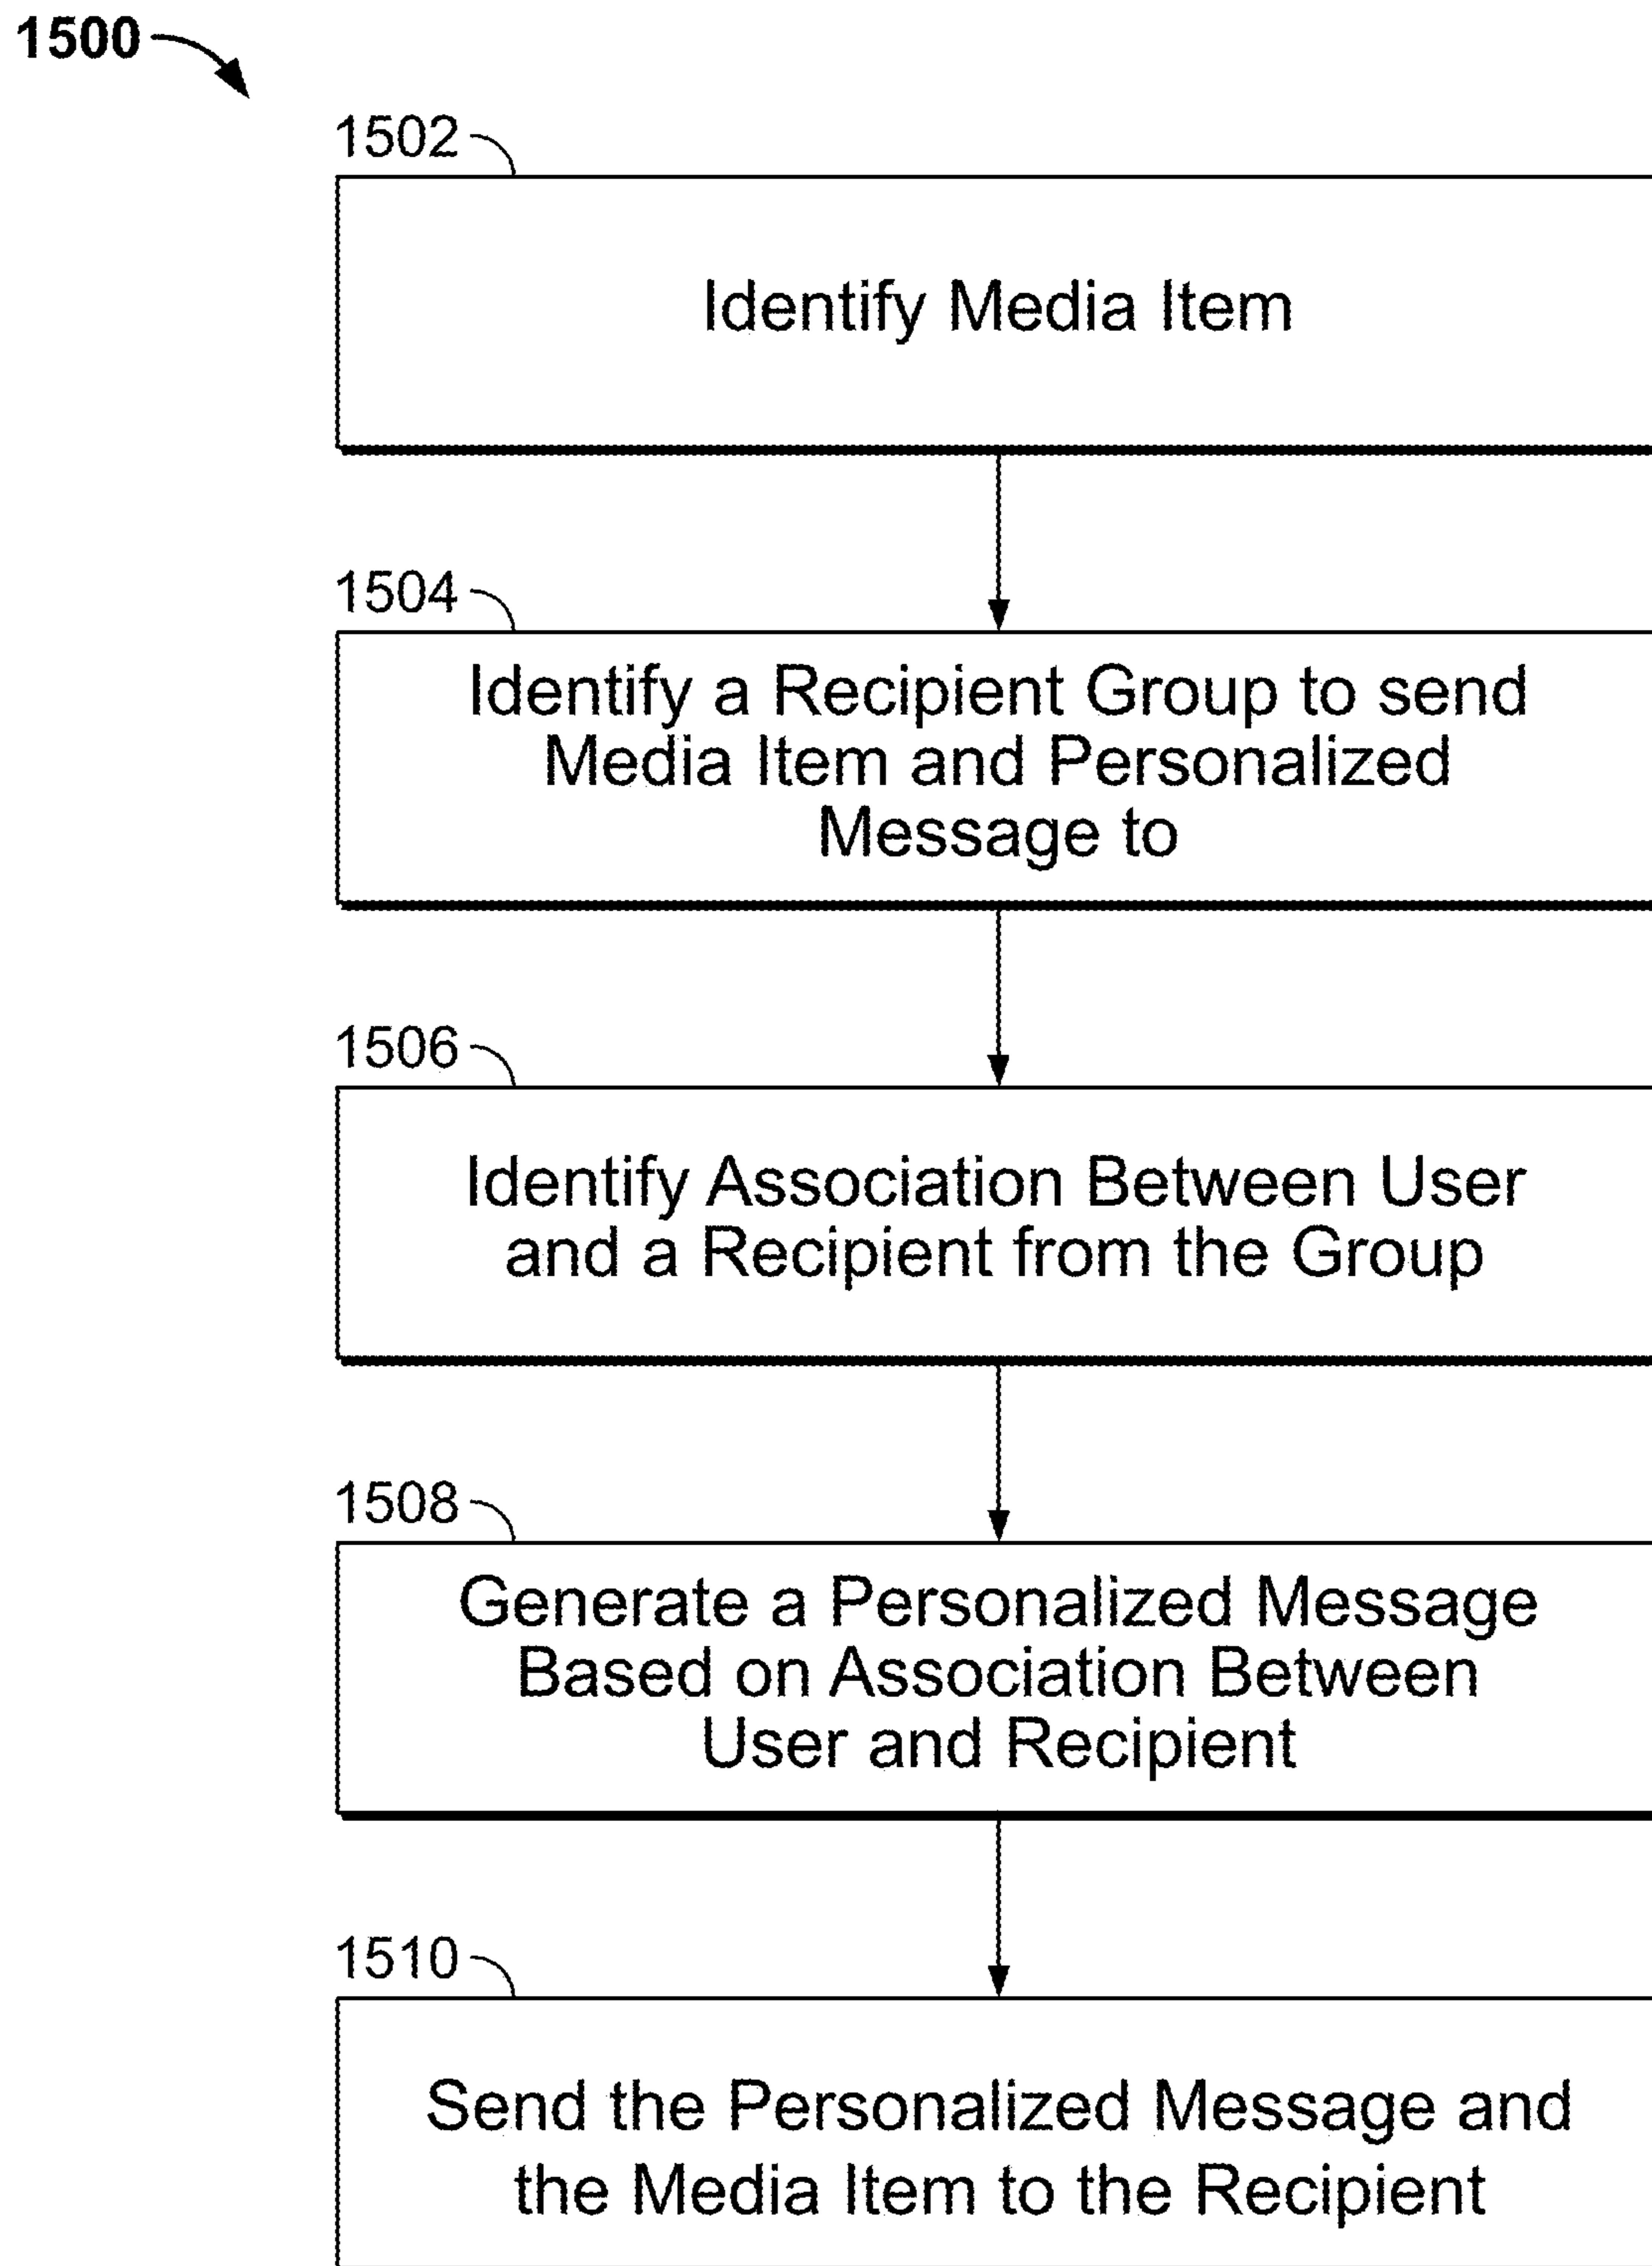 1500
1502
Identify Media Item
1504
Identify a Recipient Group to send
Media Item and Personalized
Message to
1506
Identify Association Between User
and a Recipient from the Group
1508
Generate a Personalized Message
Based on Association Between
User and Recipient
1510
Send the Personalized Message and
the Media Item to the Recipient